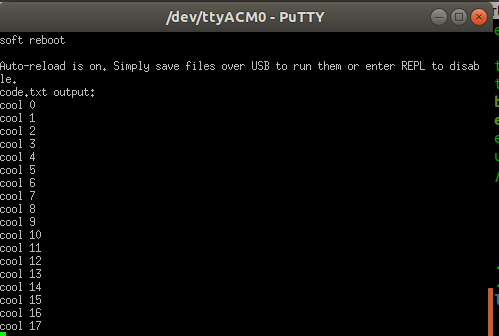 /dev/ttyACM0 - PuTTY
soft reboot
Auto-reload is on. Simply save files over USB to run them or enter REPL to disab
le.
code.txt output:
cool 0
cool 1
cool 2
cool 3
cool 4
cool 5
cool 6
cool 7
cool 8
cool 9
cool 10
cool 11
cool 12
cool 13
cool 14
cool 15
cool 16
cool 17